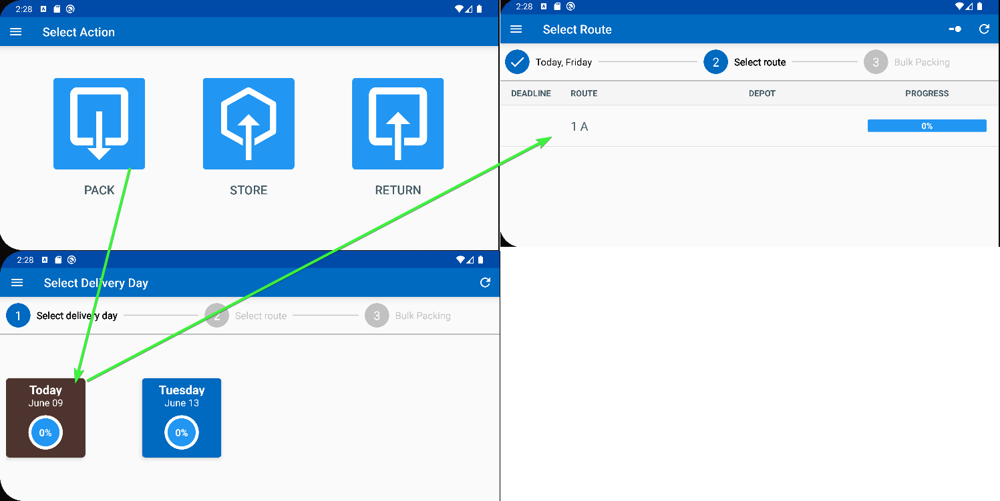 2:28
Select Action
PACK STORE RETURN
2:28
Select Route
Today, Friday 2 Select route 3 Bulk Packing
DEADLINE ROUTE DEPOT PROGRESS
1 A 0%
2:28
Select Delivery Day
1 Select delivery day 2 Select route 3 Bulk Packing
Today Tuesday
June 09 June 13
0% 0%